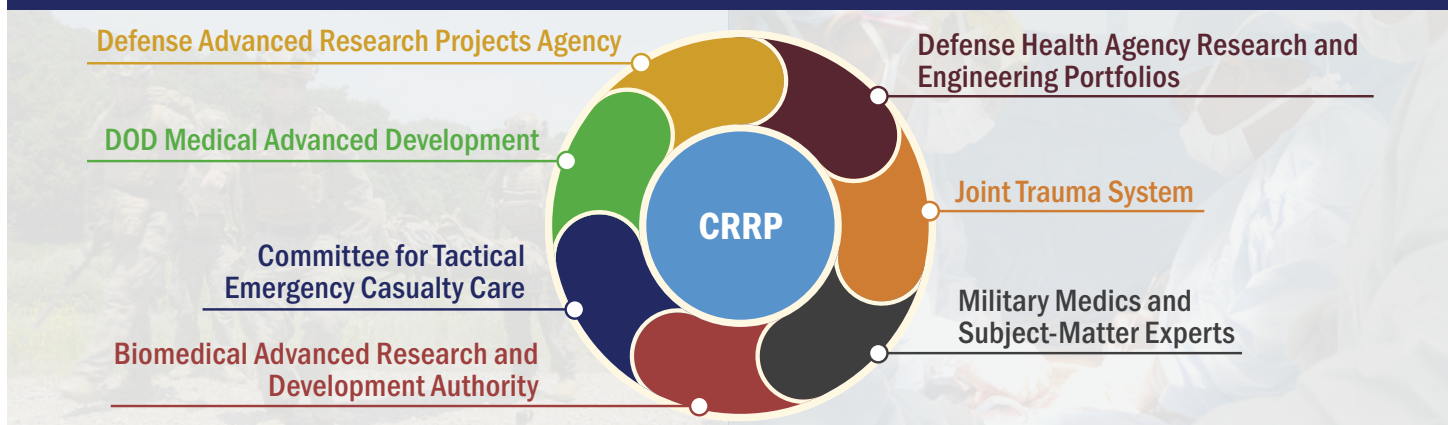 Defense Advanced Research Projects Agency
DOD Medical Advanced Development
Committee for Tactical
Emergency Casualty Care
Biomedical Advanced Research and
Development Authority
CRRP
Defense Health Agency Research and
Engineering Portfolios
Joint Trauma System
Military Medics and
Subject-Matter Experts